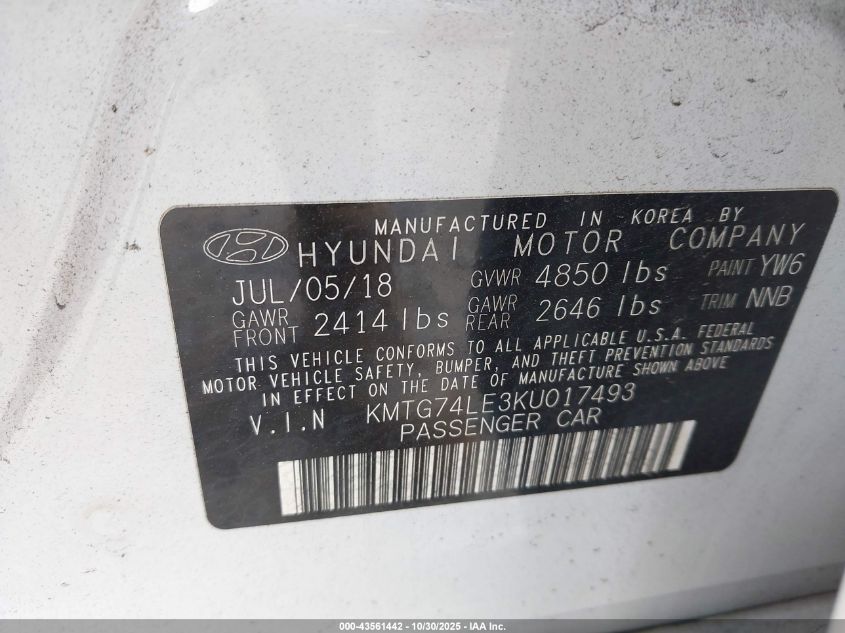 MANUFACTURED IN KOREA BY
HYUNDAI MOTOR COMPANY
JUL/05/18 GVWR 4850 lbs PAINT YW6
GAWR FRONT 2414 lbs GAWR REAR 2646 lbs TRIM NNB
THIS VEHICLE CONFORMS TO ALL APPLICABLE U.S.A. FEDERAL
MOTOR VEHICLE SAFETY, BUMPER, AND THEFT PREVENTION STANDARDS
IN EFFECT ON THE DATE OF MANUFACTURE SHOWN ABOVE
V.I.N KMTG74LE3KU017493
PASSENGER CAR
000-43561442 - 10/30/2025 - IAA Inc.